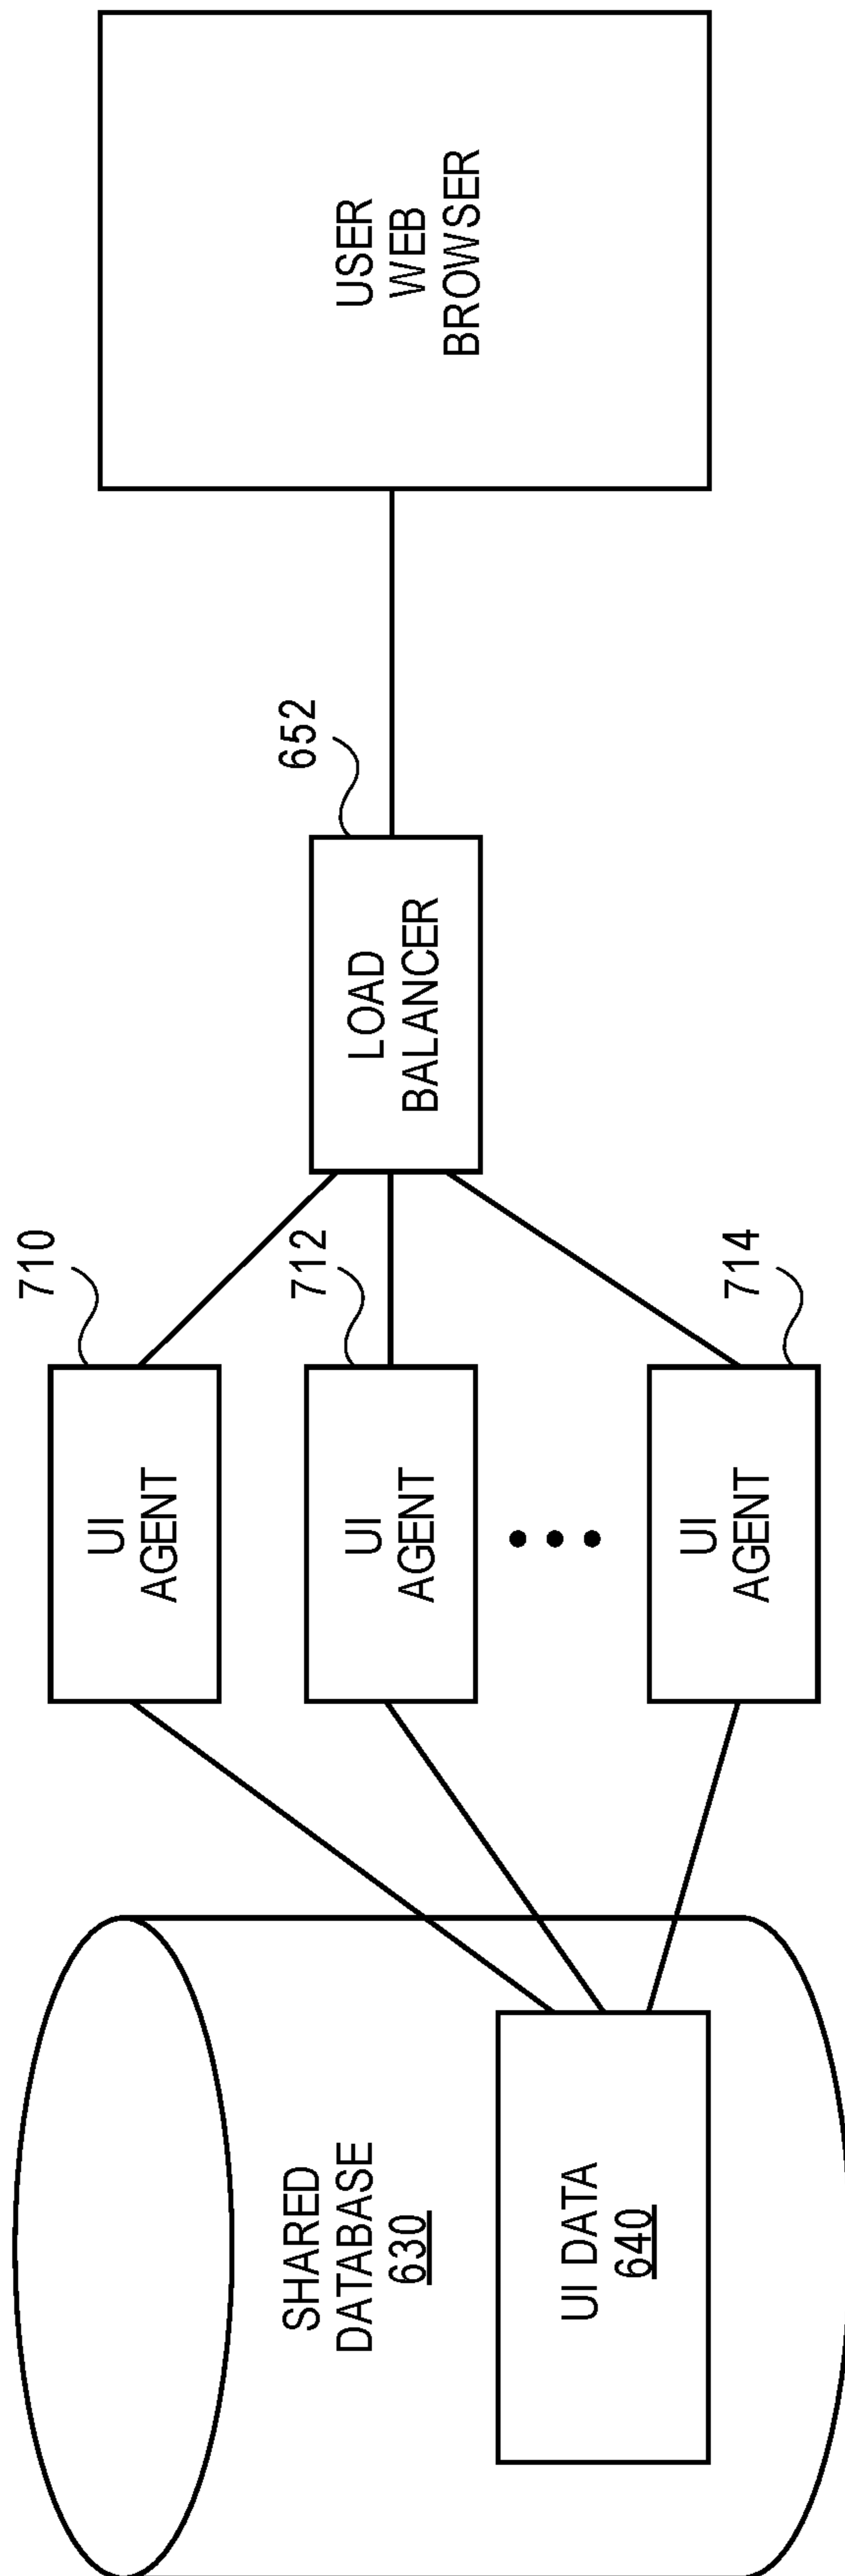 SHARED
DATABASE
630
UI DATA
640
UI
AGENT
710
UI
AGENT
712
UI
AGENT
714
LOAD
BALANCER
652
USER
WEB
BROWSER